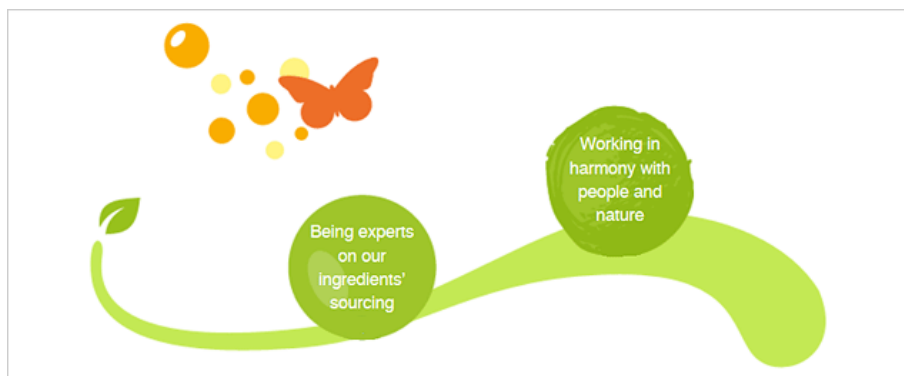 Working in
harmony with
people and
nature
Being experts
on our
ingredients'
sourcing